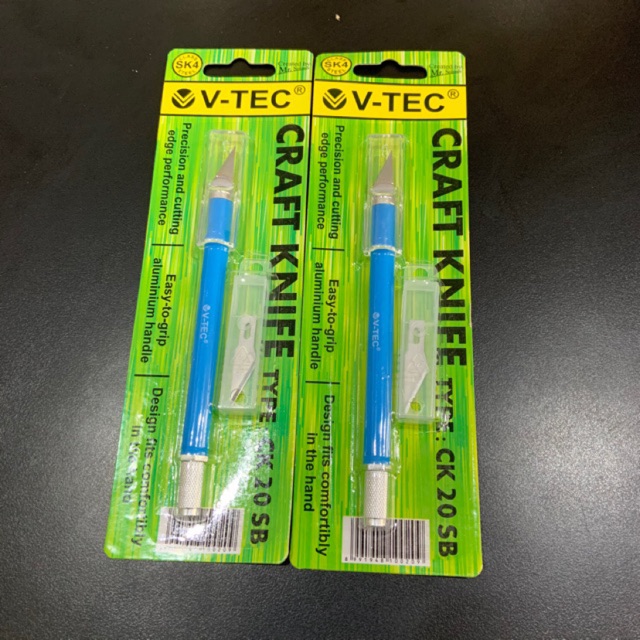 SK4
V-TEC®
CRAFT KNIFE TYPE : CK 20 SB
Precision and cutting
edge performance
Easy-to-grip
aluminium handle
Design fits comfortibly
in the hand
V-TEC®
SK4
V-TEC®
CRAFT KNIFE TYPE : CK 20 SB
Precision and cutting
edge performance
Easy-to-grip
aluminium handle
Design fits comfortibly
in the hand
V-TEC®